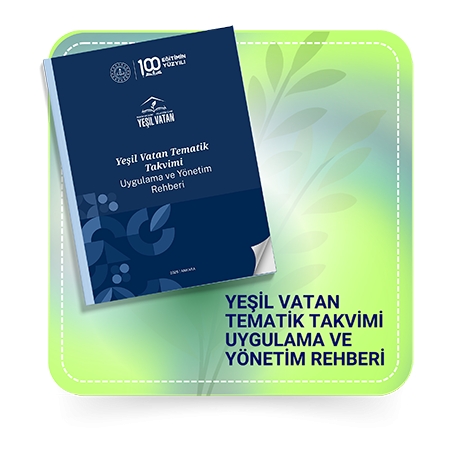 100 EĞİTİMİN
YÜZYILI
YEŞİL VATAN
Yeşil Vatan Tematik
Takvimi
Uygulama ve Yönetim
Rehberi
YEŞİL VATAN
TEMATİK TAKVİMİ
UYGULAMA VE
YÖNETİM REHBERİ